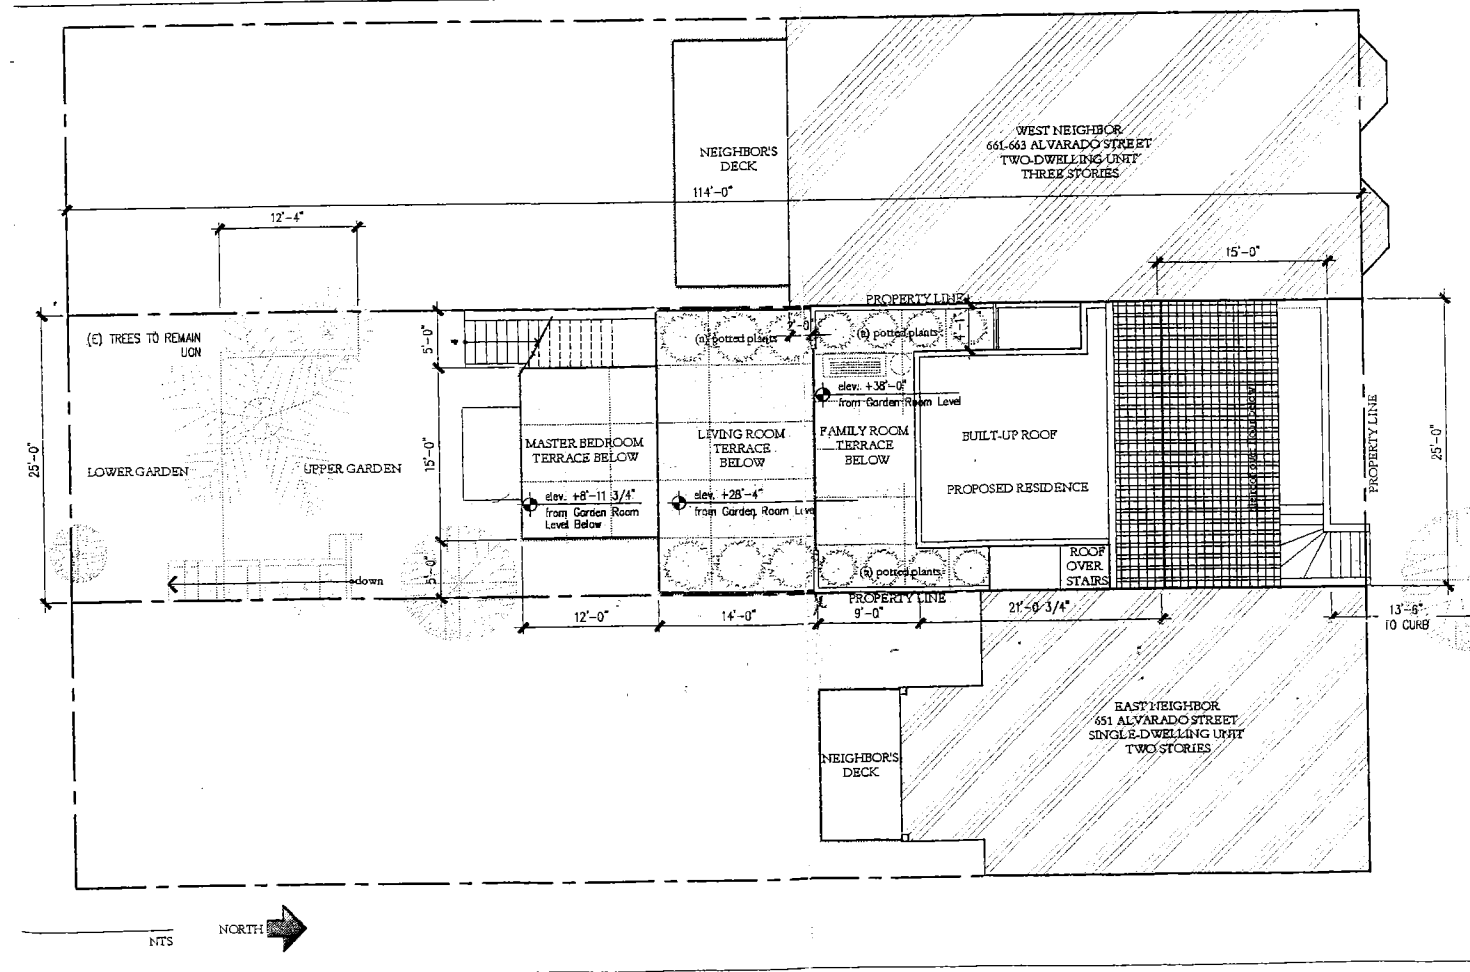 WEST NEIGHBOR
661-663 ALVARADO STREET
TWO-DWELLING UNIT
THREE STORIES
NEIGHBOR'S
DECK
114'-0"
12'-4"
15'-0"
PROPERTY LINE
(E) TREES TO REMAIN
UON
5'-0"
4
(n) potted plants
(n) potted plants
4'-1"
elev. +38'-0"
from Garden Room Level
25'-0"
LOWER GARDEN
UPPER GARDEN
15'-0"
MASTER BEDROOM
TERRACE BELOW
LIVING ROOM
TERRACE
BELOW
FAMILY ROOM
TERRACE
BELOW
BUILT-UP ROOF
PROPOSED RESIDENCE
PROPERTY LINE
25'-0"
elev. +8'-11 3/4"
from Garden Room
Level Below
elev. +28'-4"
from Garden Room Level
5'-0"
down
(n) potted plants
ROOF
OVER
STAIRS
PROPERTY LINE
12'-0"
14'-0"
9'-0"
21'-0 3/4"
13'-6"
TO CURB
EAST NEIGHBOR
651 ALVARADO STREET
SINGLE-DWELLING UNIT
TWO STORIES
NEIGHBOR'S
DECK
NORTH
NTS